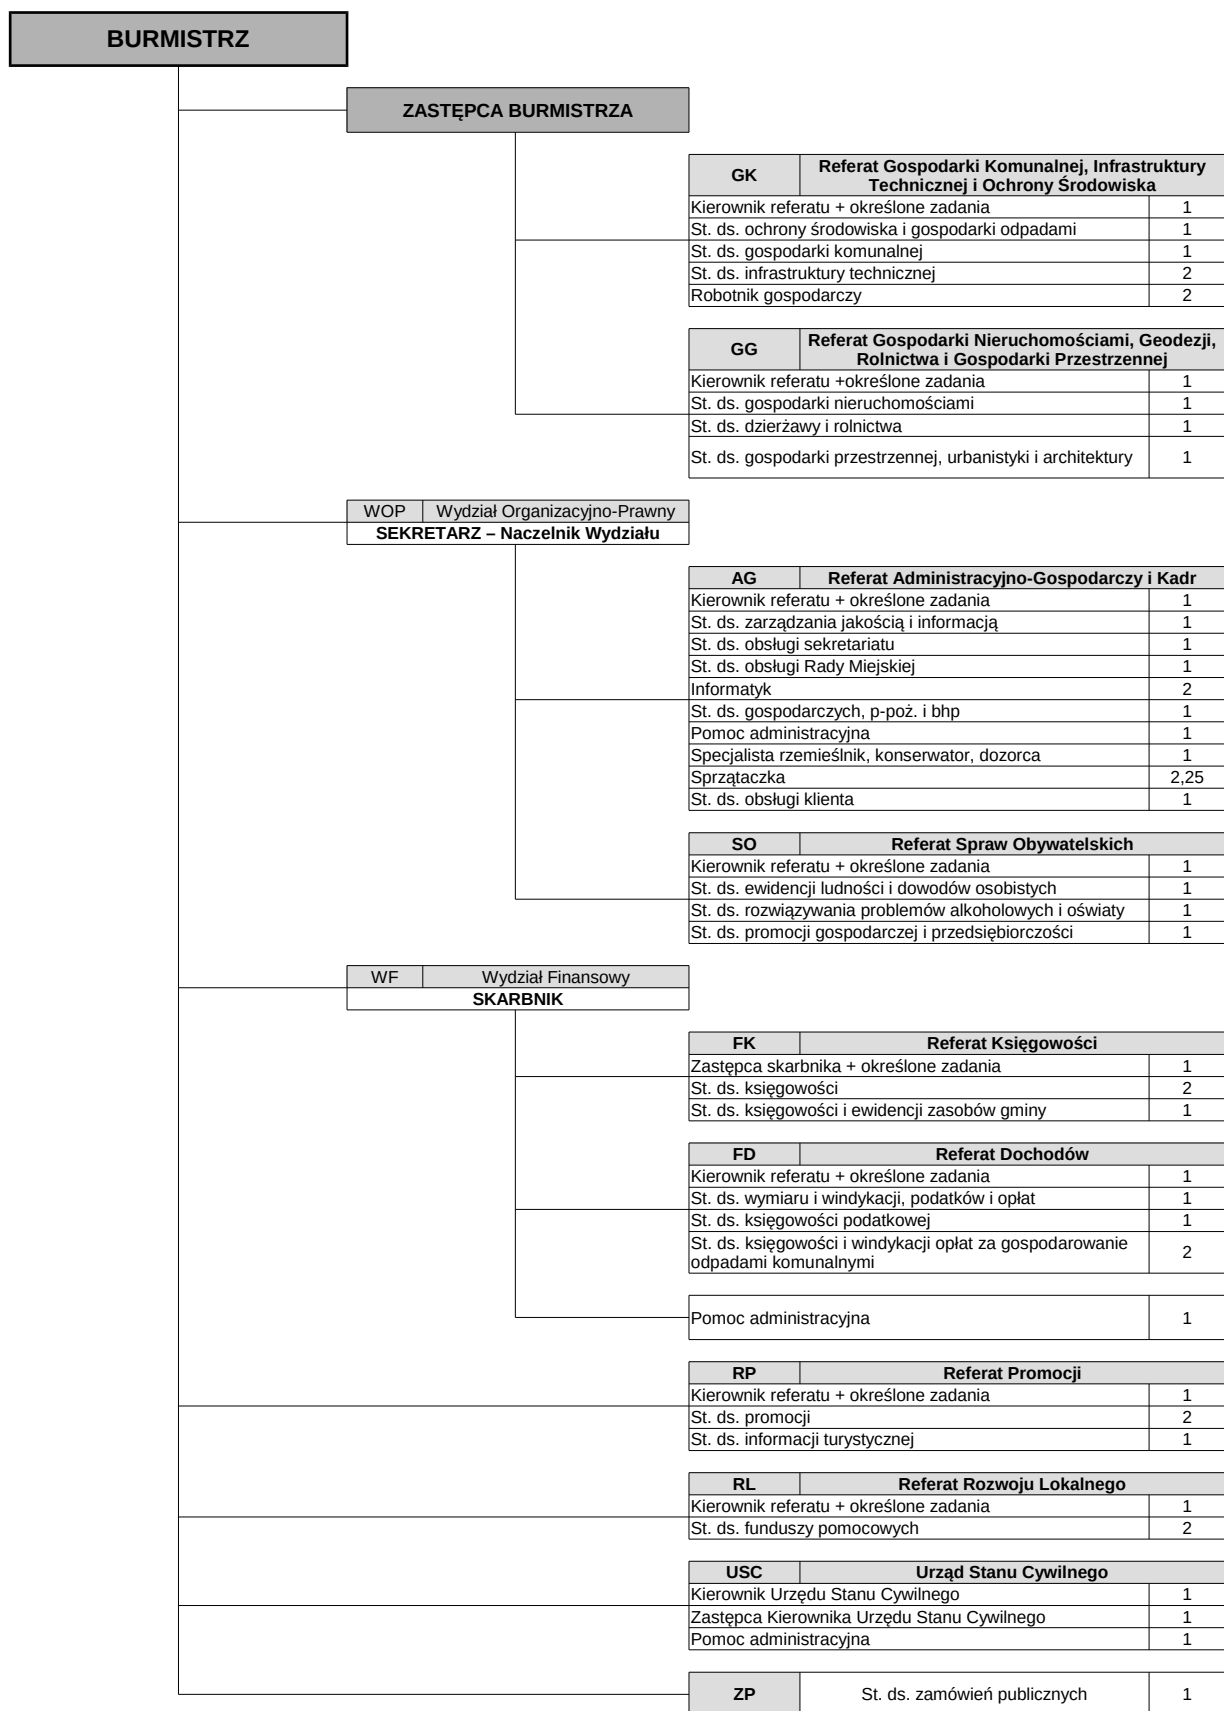 BURMISTRZ
ZASTĘPCA BURMISTRZA
GK Referat Gospodarki Komunalnej, Infrastruktury
Technicznej i Ochrony Środowiska
Kierownik referatu + określone zadania 1
St. ds. ochrony środowiska i gospodarki odpadami 1
St. ds. gospodarki komunalnej 1
St. ds. infrastruktury technicznej 2
Robotnik gospodarczy 2
GG Referat Gospodarki Nieruchomościami, Geodezji,
Rolnictwa i Gospodarki Przestrzennej
Kierownik referatu +określone zadania 1
St. ds. gospodarki nieruchomościami 1
St. ds. dzierżawy i rolnictwa 1
St. ds. gospodarki przestrzennej, urbanistyki i architektury 1
WOP Wydział Organizacyjno-Prawny
SEKRETARZ – Naczelnik Wydziału
AG Referat Administracyjno-Gospodarczy i Kadr
Kierownik referatu + określone zadania 1
St. ds. zarządzania jakością i informacją 1
St. ds. obsługi sekretariatu 1
St. ds. obsługi Rady Miejskiej 1
Informatyk 2
St. ds. gospodarczych, p-poż. i bhp 1
Pomoc administracyjna 1
Specjalista rzemieślnik, konserwator, dozorca 1
Sprzątaczka 2,25
St. ds. obsługi klienta 1
SO Referat Spraw Obywatelskich
Kierownik referatu + określone zadania 1
St. ds. ewidencji ludności i dowodów osobistych 1
St. ds. rozwiązywania problemów alkoholowych i oświaty 1
St. ds. promocji gospodarczej i przedsiębiorczości 1
WF Wydział Finansowy
SKARBNIK
FK Referat Księgowości
Zastępca skarbnika + określone zadania 1
St. ds. księgowości 2
St. ds. księgowości i ewidencji zasobów gminy 1
FD Referat Dochodów
Kierownik referatu + określone zadania 1
St. ds. wymiaru i windykacji, podatków i opłat 1
St. ds. księgowości podatkowej 1
St. ds. księgowości i windykacji opłat za gospodarowanie
odpadami komunalnymi 2
Pomoc administracyjna 1
RP Referat Promocji
Kierownik referatu + określone zadania 1
St. ds. promocji 2
St. ds. informacji turystycznej 1
RL Referat Rozwoju Lokalnego
Kierownik referatu + określone zadania 1
St. ds. funduszy pomocowych 2
USC Urząd Stanu Cywilnego
Kierownik Urzędu Stanu Cywilnego 1
Zastępca Kierownika Urzędu Stanu Cywilnego 1
Pomoc administracyjna 1
ZP St. ds. zamówień publicznych 1